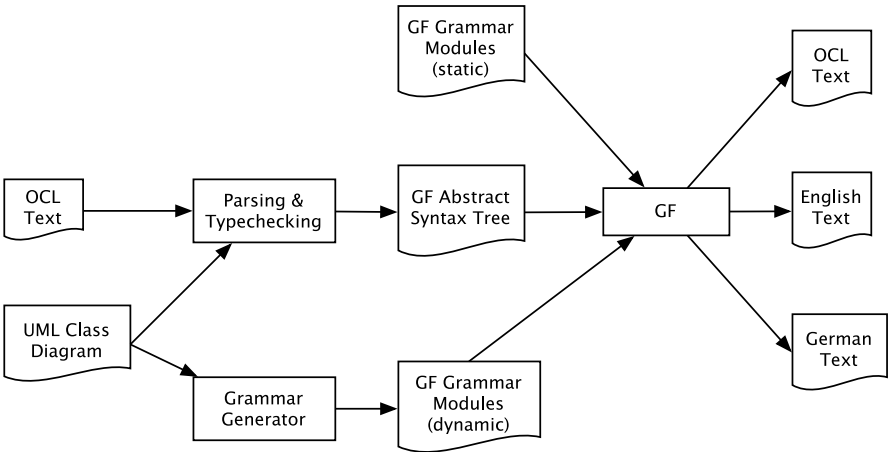 GF Grammar
Modules
(static)
OCL
Text
OCL
Text
Parsing &
Typechecking
GF Abstract
Syntax Tree
GF
English
Text
UML Class
Diagram
Grammar
Generator
GF Grammar
Modules
(dynamic)
German
Text